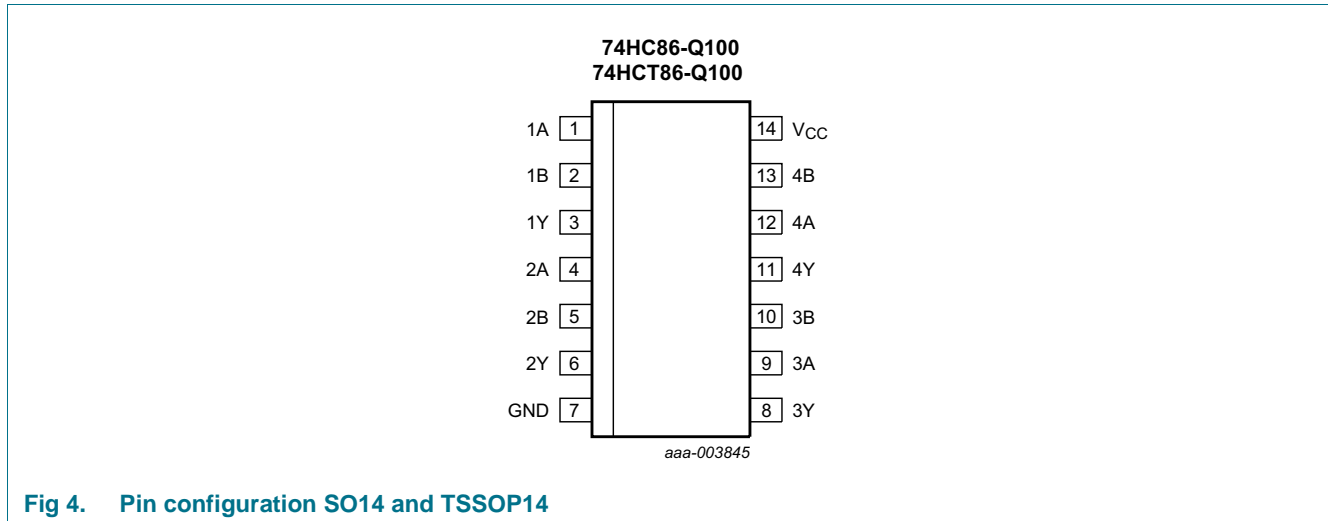 74HC86-Q100
74HCT86-Q100
1A 1 14 VCC
1B 2 13 4B
1Y 3 12 4A
2A 4 11 4Y
2B 5 10 3B
2Y 6 9 3A
GND 7 8 3Y
aaa-003845
Fig 4. Pin configuration SO14 and TSSOP14